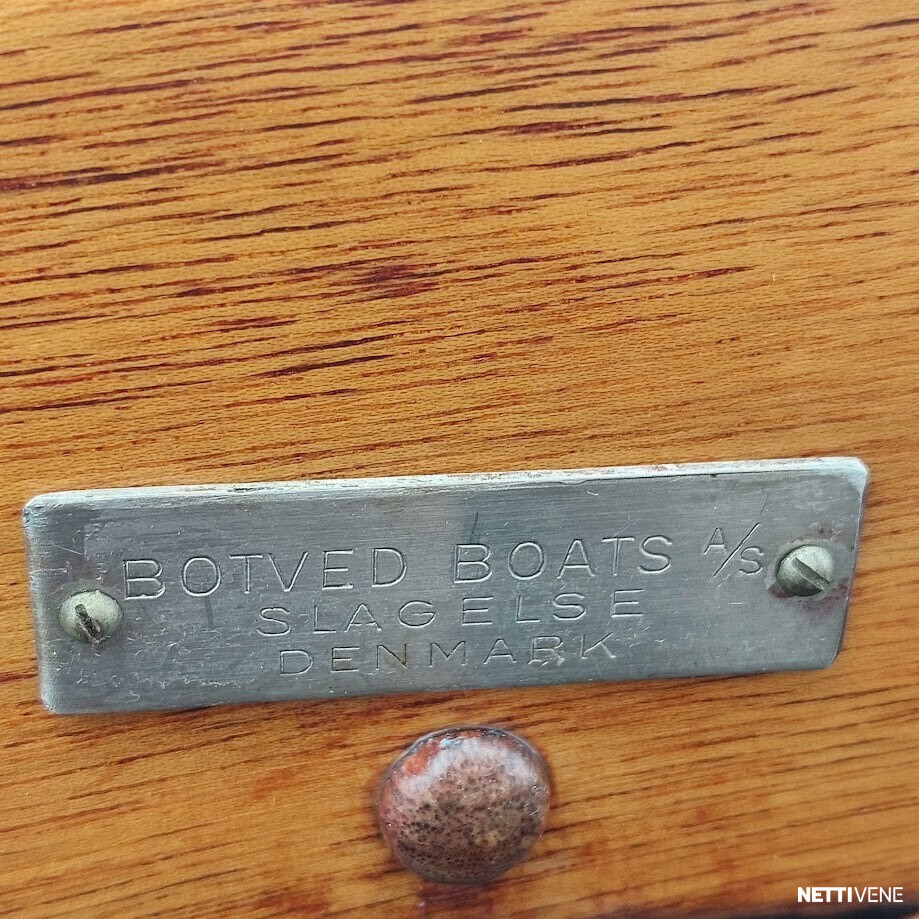 BOTVED BOATS A/S
SLAGELSE
DENMARK
NETTIVENE